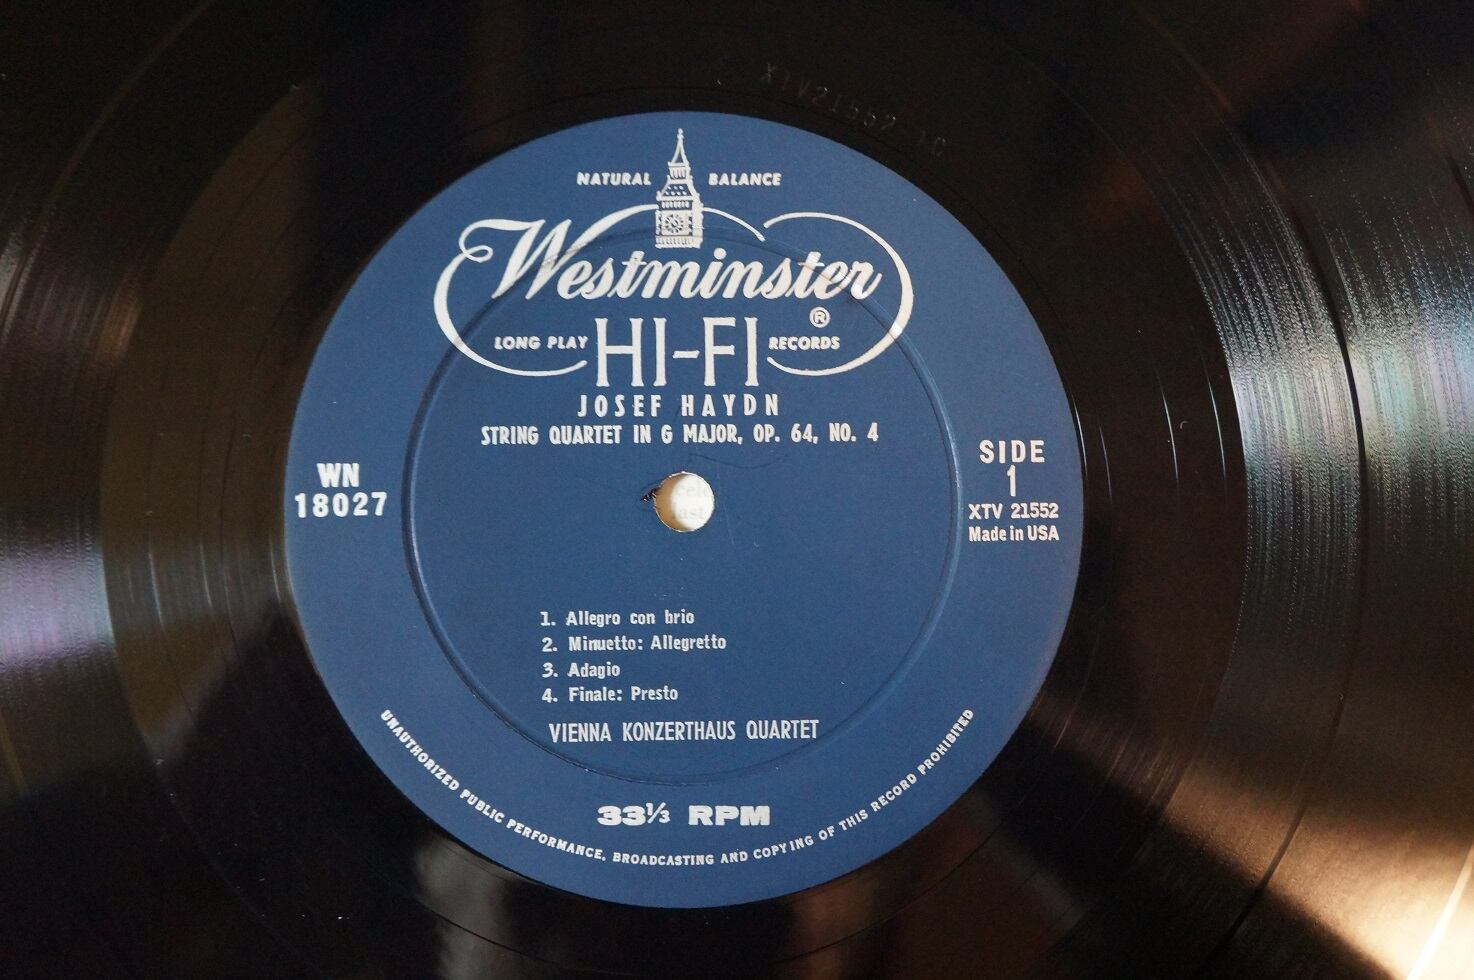 XTV21552 1G
NATURAL BALANCE
Westminster
®
LONG PLAY HI-FI RECORDS
JOSEF HAYDN
STRING QUARTET IN G MAJOR, OP. 64, NO. 4
WN
18027
SIDE
1
XTV 21552
Made in USA
1. Allegro con brio
2. Minuetto: Allegretto
3. Adagio
4. Finale: Presto
VIENNA KONZERTHAUS QUARTET
33⅓ RPM
UNAUTHORIZED PUBLIC PERFORMANCE, BROADCASTING AND COPYING OF THIS RECORD PROHIBITED